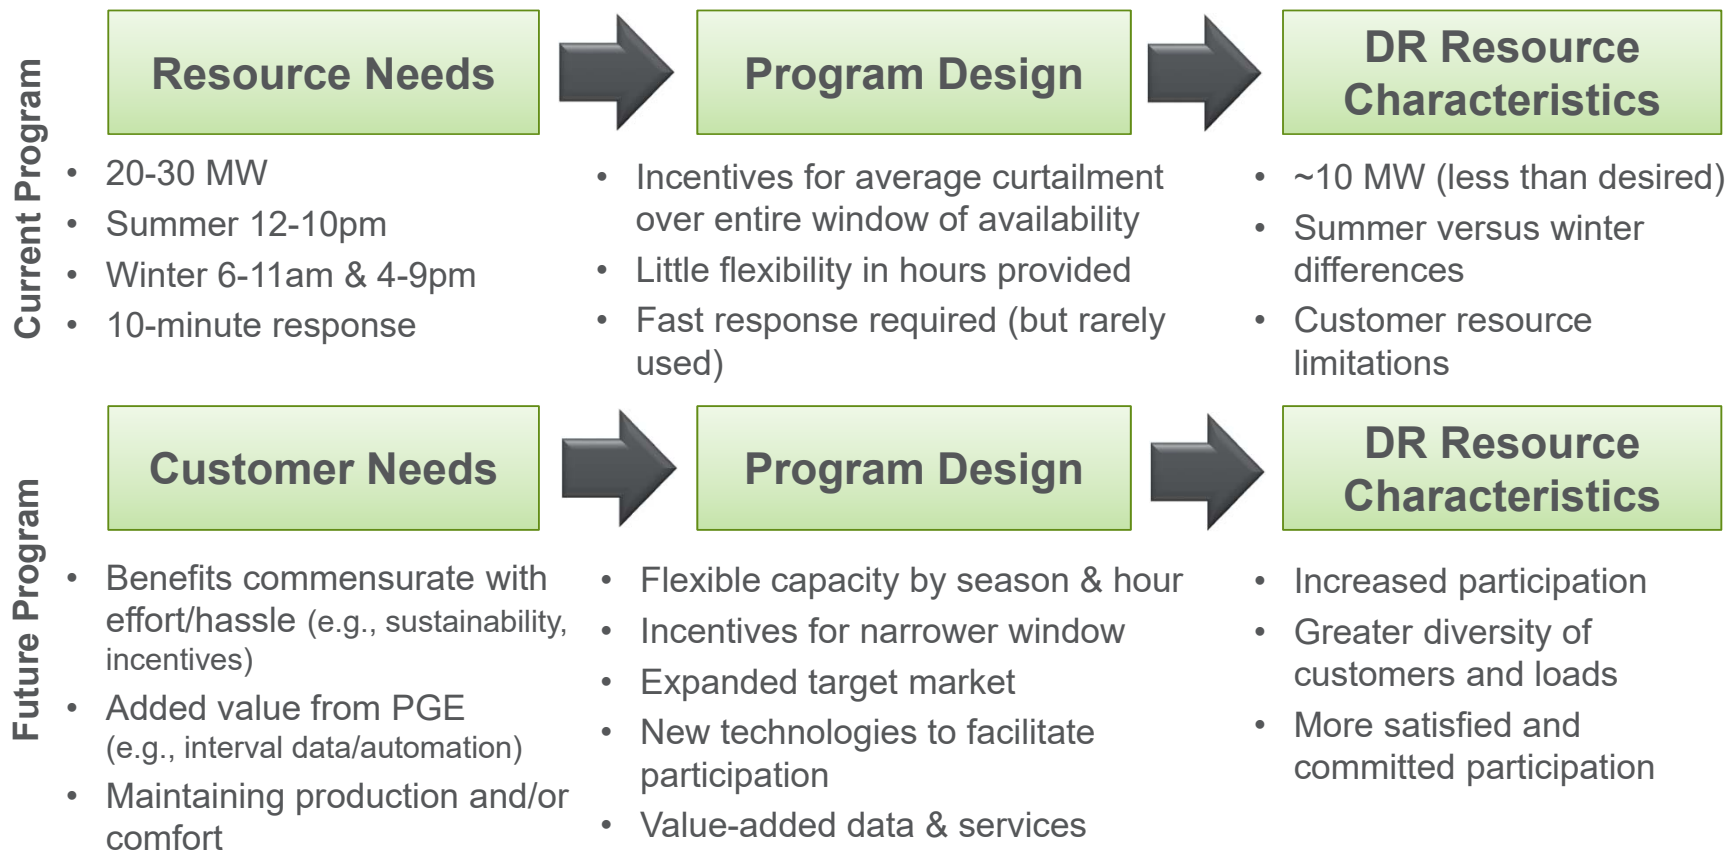 Current Program
Resource Needs
• 20-30 MW
• Summer 12-10pm
• Winter 6-11am & 4-9pm
• 10-minute response
Program Design
• Incentives for average curtailment
over entire window of availability
• Little flexibility in hours provided
• Fast response required (but rarely
used)
DR Resource
Characteristics
• ~10 MW (less than desired)
• Summer versus winter
differences
• Customer resource
limitations
Future Program
Customer Needs
• Benefits commensurate with
effort/hassle (e.g., sustainability,
incentives)
• Added value from PGE
(e.g., interval data/automation)
• Maintaining production and/or
comfort
Program Design
• Flexible capacity by season & hour
• Incentives for narrower window
• Expanded target market
• New technologies to facilitate
participation
• Value-added data & services
DR Resource
Characteristics
• Increased participation
• Greater diversity of
customers and loads
• More satisfied and
committed participation